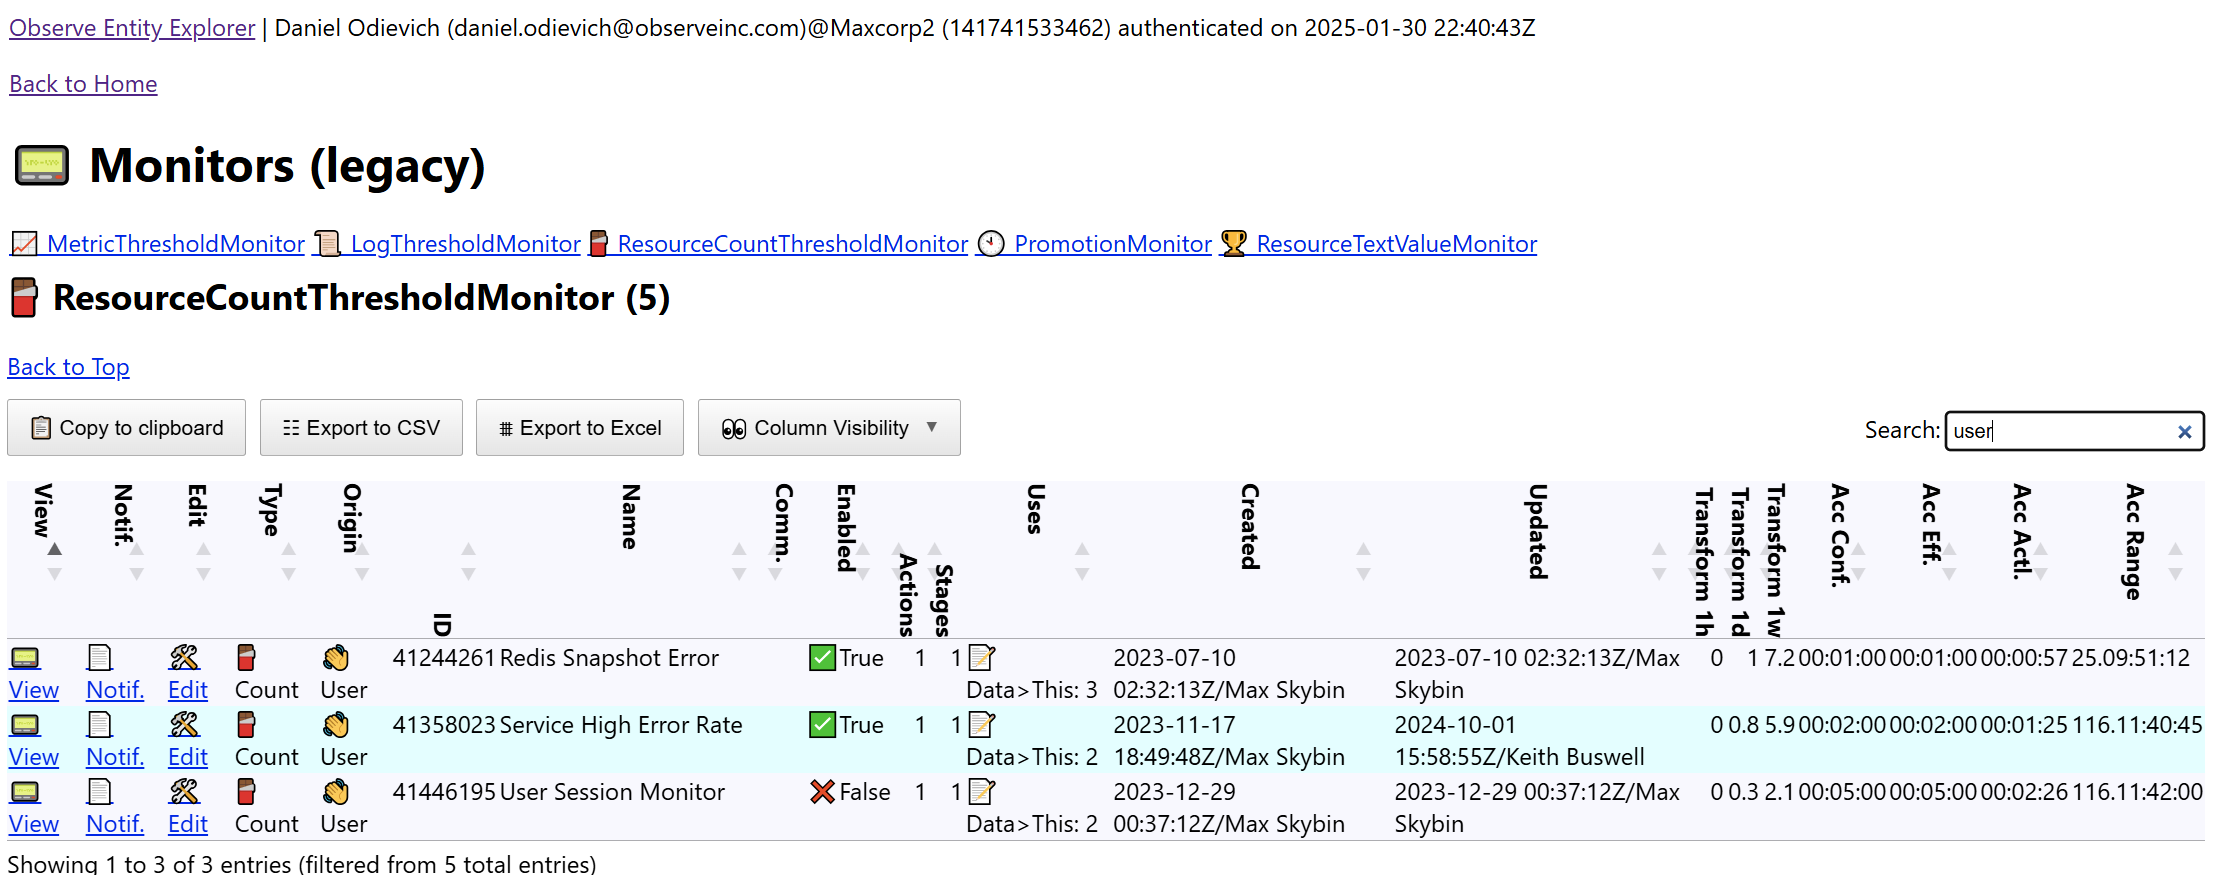 Observe Entity Explorer | Daniel Odievich (daniel.odievich@observeinc.com)@Maxcorp2 (141741533462) authenticated on 2025-01-30 22:40:43Z
Back to Home
Monitors (legacy)
MetricThresholdMonitor LogThresholdMonitor ResourceCountThresholdMonitor PromotionMonitor ResourceTextValueMonitor
ResourceCountThresholdMonitor (5)
Back to Top
Copy to clipboard Export to CSV Export to Excel Column Visibility ▼ Search: user ×
View Notif. Edit Type Origin ID Name Comm. Enabled Actions Stages Uses Created Updated Transform 1h Transform 1d Transform 1w Acc Conf. Acc Eff. Acc Actl. Acc Range
41244261 Redis Snapshot Error True 1 1 2023-07-10 2023-07-10 02:32:13Z/Max 0 1 7.2 00:01:00 00:01:00 00:00:57 25.09:51:12
View Notif. Edit Count User Data>This: 3 02:32:13Z/Max Skybin Skybin
41358023 Service High Error Rate True 1 1 2023-11-17 2024-10-01 0 0.8 5.9 00:02:00 00:02:00 00:01:25 116.11:40:45
View Notif. Edit Count User Data>This: 2 18:49:48Z/Max Skybin 15:58:55Z/Keith Buswell
41446195 User Session Monitor False 1 1 2023-12-29 2023-12-29 00:37:12Z/Max 0 0.3 2.1 00:05:00 00:05:00 00:02:26 116.11:42:00
View Notif. Edit Count User Data>This: 2 00:37:12Z/Max Skybin Skybin
Showing 1 to 3 of 3 entries (filtered from 5 total entries)